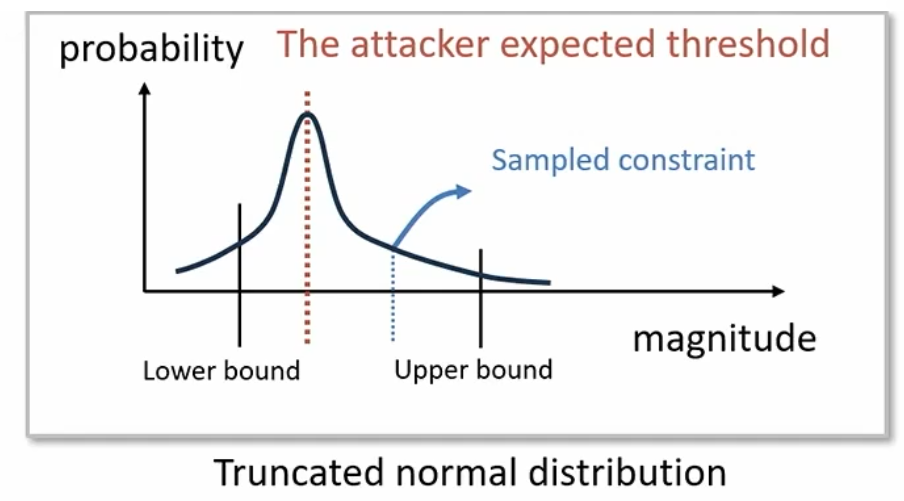 probability
The attacker expected threshold
Sampled constraint
magnitude
Lower bound
Upper bound
Truncated normal distribution